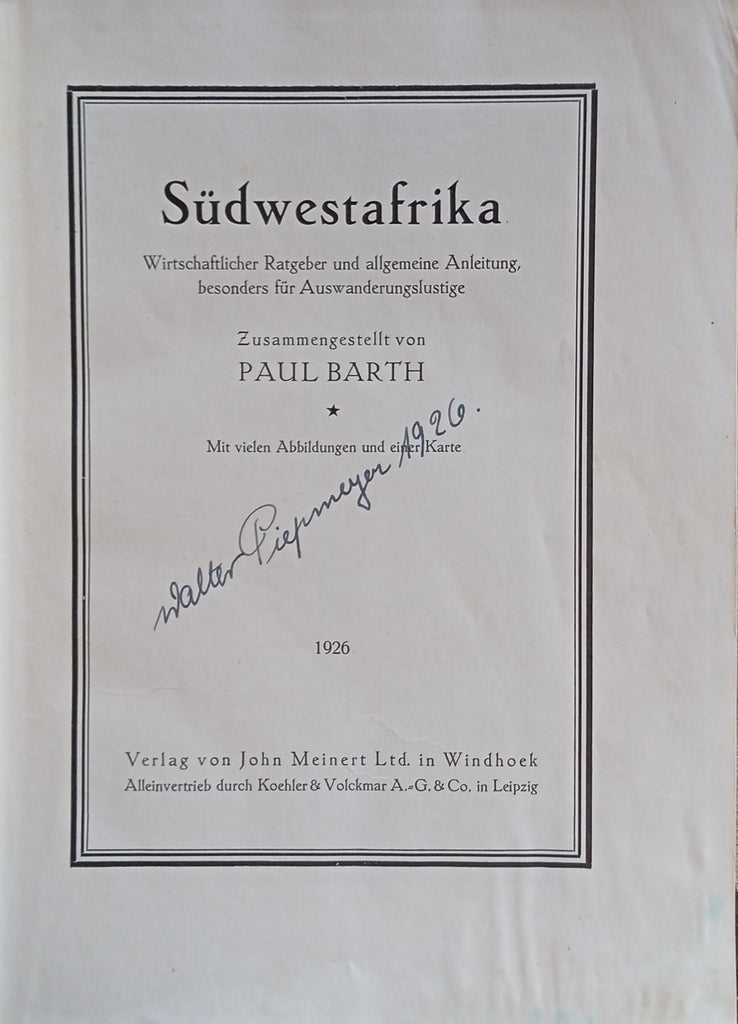 Südwestafrika
Wirtschaftlicher Ratgeber und allgemeine Anleitung,
besonders für Auswanderungslustige
Zusammengestellt von
PAUL BARTH
★
Mit vielen Abbildungen und einer Karte
Walter Piepmeyer 1926.
1926
Verlag von John Meinert Ltd. in Windhoek
Alleinvertrieb durch Koehler & Volckmar A.-G. & Co. in Leipzig